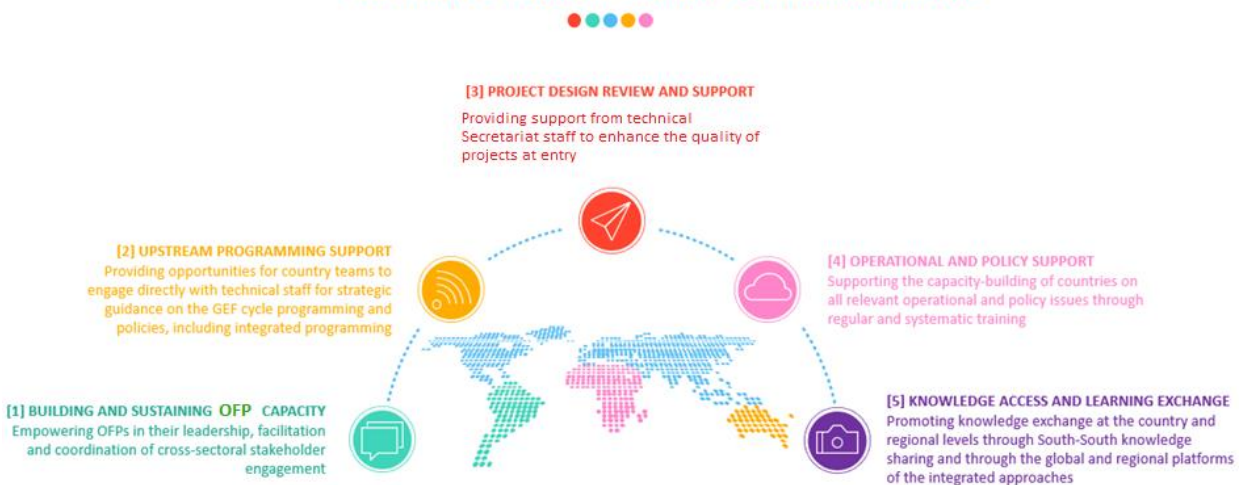 [3] PROJECT DESIGN REVIEW AND SUPPORT
Providing support from technical
Secretariat staff to enhance the quality of
projects at entry
[2] UPSTREAM PROGRAMMING SUPPORT
Providing opportunities for country teams to
engage directly with technical staff for strategic
guidance on the GEF cycle programming and
policies, including integrated programming
[4] OPERATIONAL AND POLICY SUPPORT
Supporting the capacity-building of countries on
all relevant operational and policy issues through
regular and systematic training
[1] BUILDING AND SUSTAINING OFP CAPACITY
Empowering OFPs in their leadership, facilitation
and coordination of cross-sectoral stakeholder
engagement
[5] KNOWLEDGE ACCESS AND LEARNING EXCHANGE
Promoting knowledge exchange at the country and
regional levels through South-South knowledge
sharing and through the global and regional platforms
of the integrated approaches